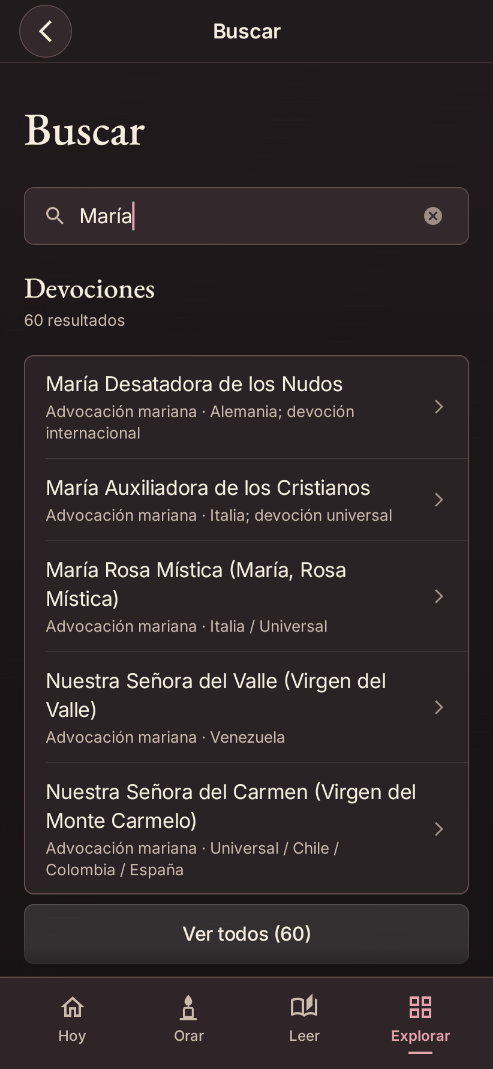 Buscar
Buscar
María
Devociones
60 resultados
María Desatadora de los Nudos
Advocación mariana · Alemania; devoción
internacional
María Auxiliadora de los Cristianos
Advocación mariana · Italia; devoción universal
María Rosa Mística (María, Rosa
Mística)
Advocación mariana · Italia / Universal
Nuestra Señora del Valle (Virgen del
Valle)
Advocación mariana · Venezuela
Nuestra Señora del Carmen (Virgen del
Monte Carmelo)
Advocación mariana · Universal / Chile /
Colombia / España
Ver todos (60)
Hoy
Orar
Leer
Explorar